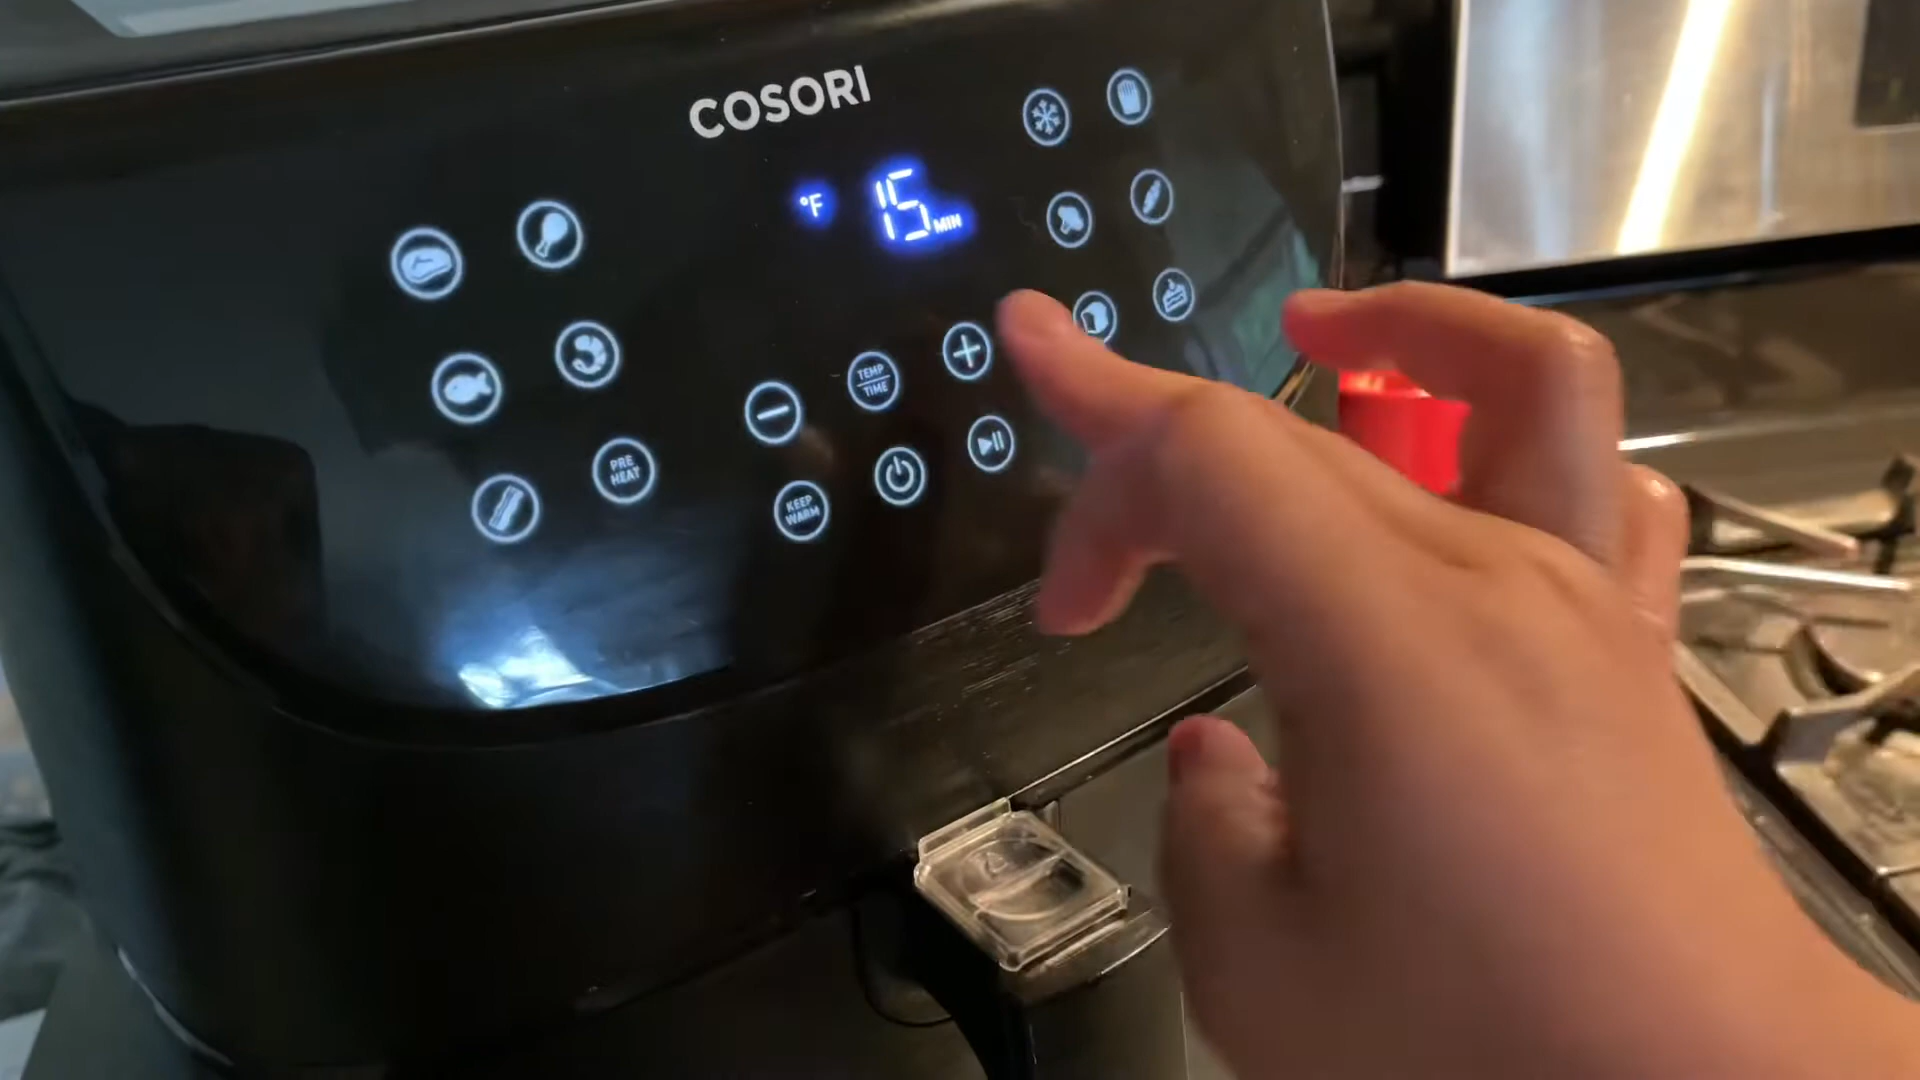 COSORI
°F
15 MIN
TEMP
TIME
PRE
HEAT
KEEP
WARM